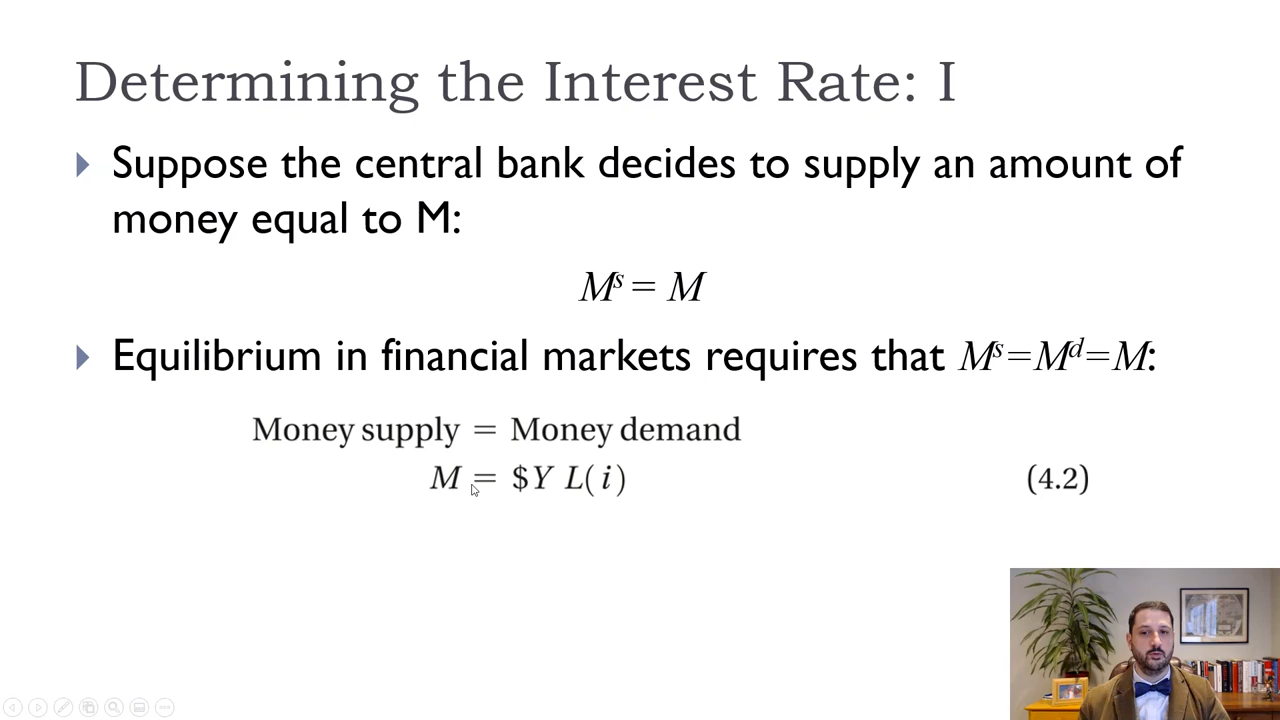 Determining the Interest Rate: I
Suppose the central bank decides to supply an amount of
money equal to M:
Mˢ = M
Equilibrium in financial markets requires that Mˢ=Mᵈ=M:
Money supply = Money demand
M = $Y L(i) (4.2)